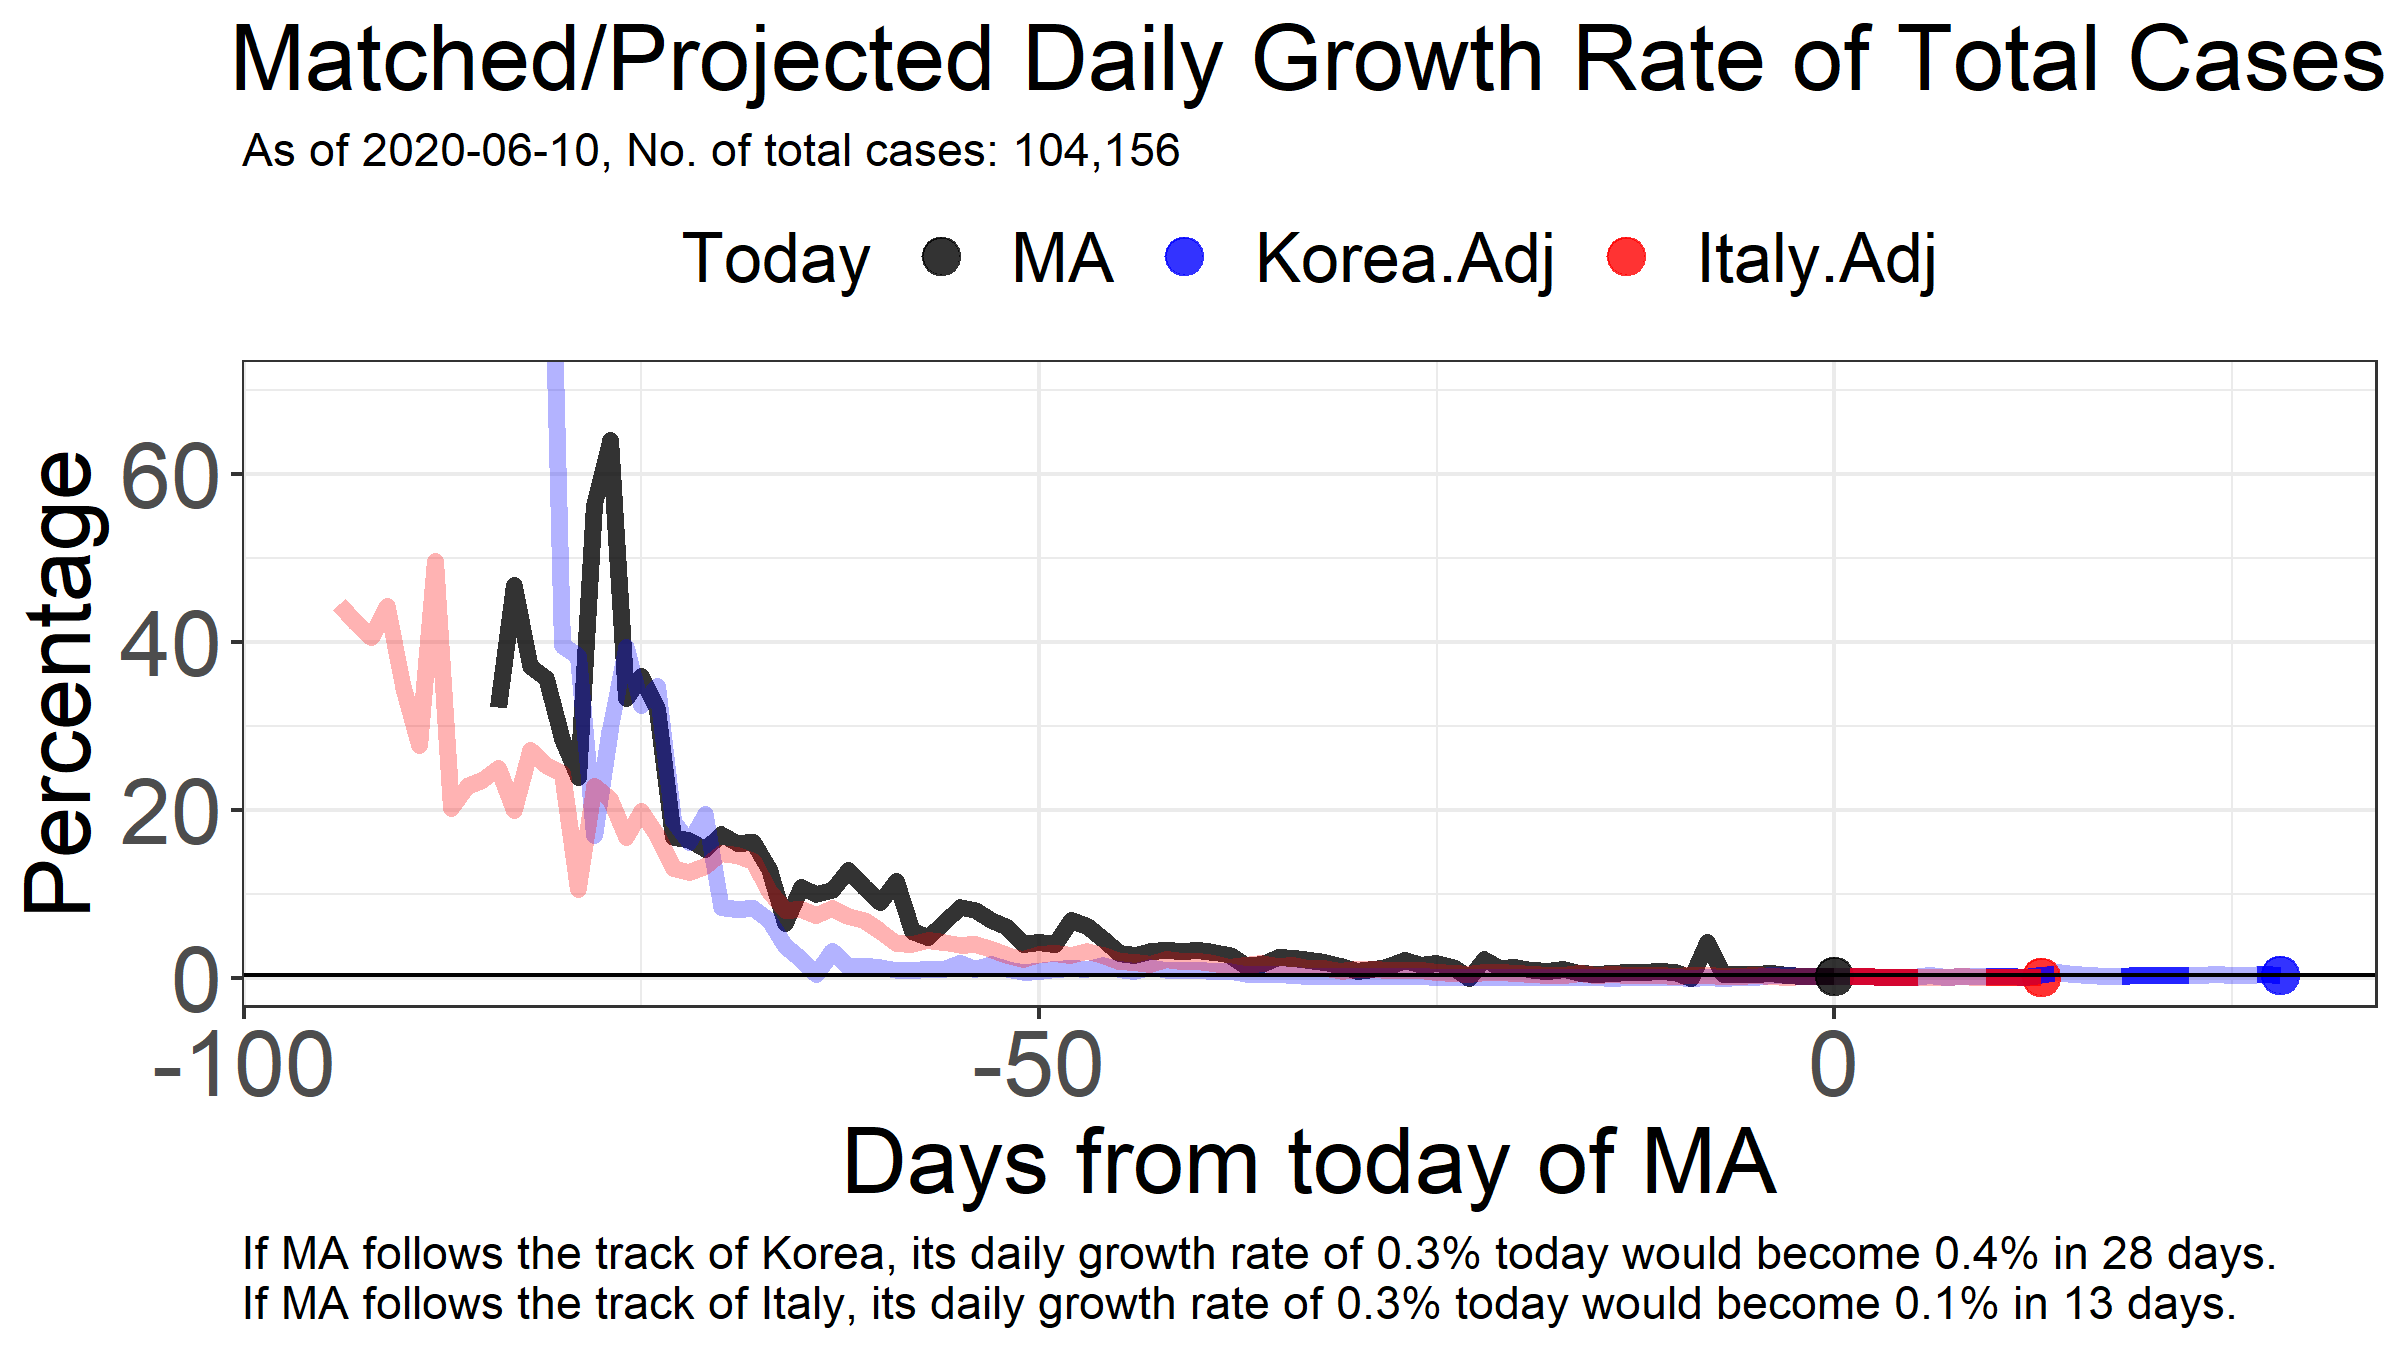 Matched/Projected Daily Growth Rate of Total Cases
As of 2020-06-10, No. of total cases: 104,156
Today MA Korea.Adj Italy.Adj
Percentage
60
40
20
0
-100 -50 0
Days from today of MA
If MA follows the track of Korea, its daily growth rate of 0.3% today would become 0.4% in 28 days.
If MA follows the track of Italy, its daily growth rate of 0.3% today would become 0.1% in 13 days.